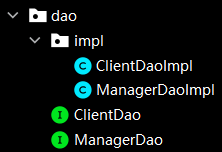 dao
impl
C ClientDaoImpl
C ManagerDaoImpl
I ClientDao
I ManagerDao